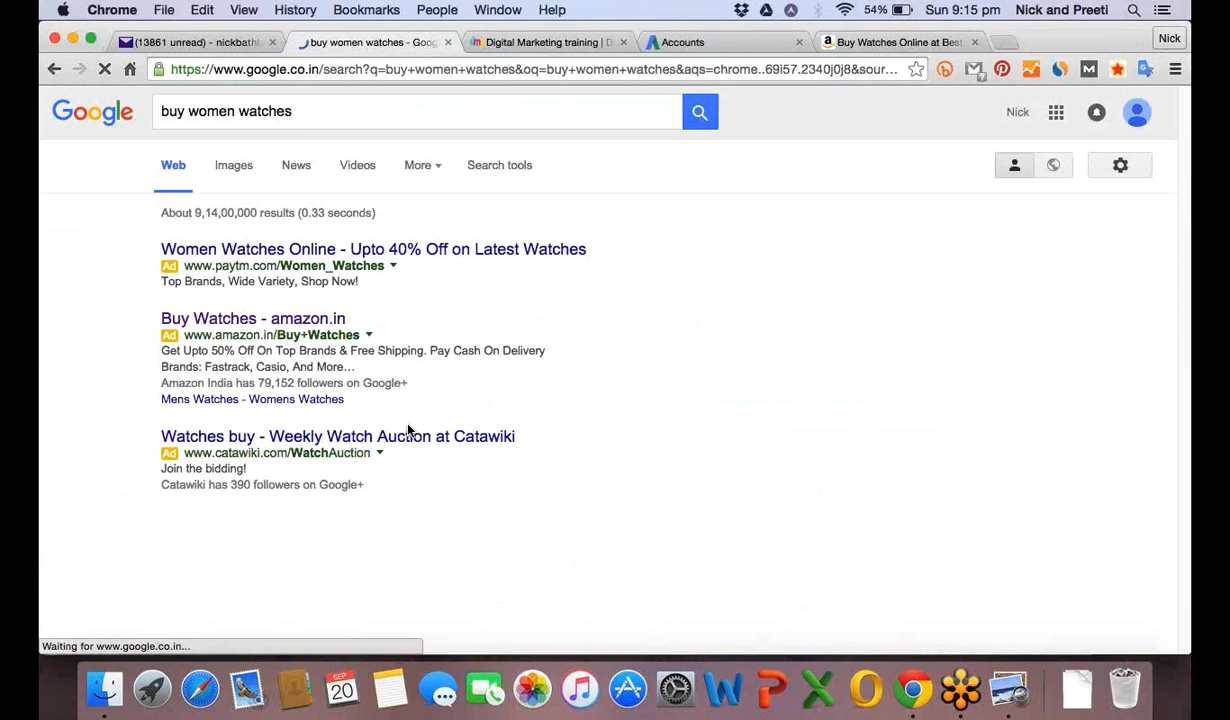 Chrome File Edit View History Bookmarks People Window Help 54% Sun 9:15 pm Nick and Preeti
(13861 unread) - nickbathl
buy women watches - Goog
Digital Marketing training | D
Accounts
Buy Watches Online at Best
Nick
https://www.google.co.in/search?q=buy+women+watches&oq=buy+women+watches&aqs=chrome..69i57.2340j0j8&sour...
Google buy women watches Nick
Web Images News Videos More Search tools
About 9,14,00,000 results (0.33 seconds)
Women Watches Online - Upto 40% Off on Latest Watches
Ad www.paytm.com/Women_Watches
Top Brands, Wide Variety, Shop Now!
Buy Watches - amazon.in
Ad www.amazon.in/Buy+Watches
Get Upto 50% Off On Top Brands & Free Shipping. Pay Cash On Delivery
Brands: Fastrack, Casio, And More...
Amazon India has 79,152 followers on Google+
Mens Watches - Womens Watches
Watches buy - Weekly Watch Auction at Catawiki
Ad www.catawiki.com/WatchAuction
Join the bidding!
Catawiki has 390 followers on Google+
Waiting for www.google.co.in...
SEP
20